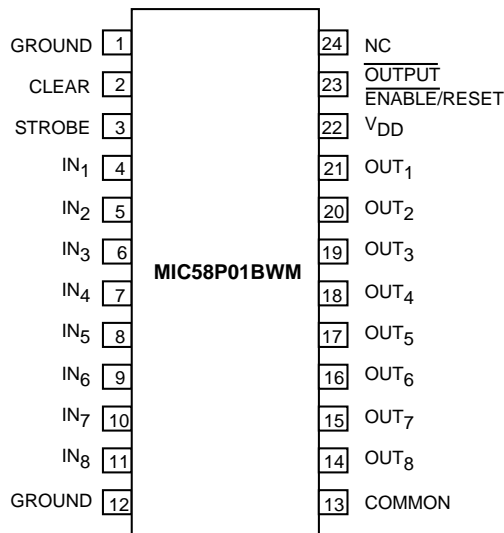 GROUND 1
CLEAR 2
STROBE 3
IN1 4
IN2 5
IN3 6
IN4 7
IN5 8
IN6 9
IN7 10
IN8 11
GROUND 12
MIC58P01BWM
24 NC
23 OUTPUT
ENABLE/RESET
22 VDD
21 OUT1
20 OUT2
19 OUT3
18 OUT4
17 OUT5
16 OUT6
15 OUT7
14 OUT8
13 COMMON